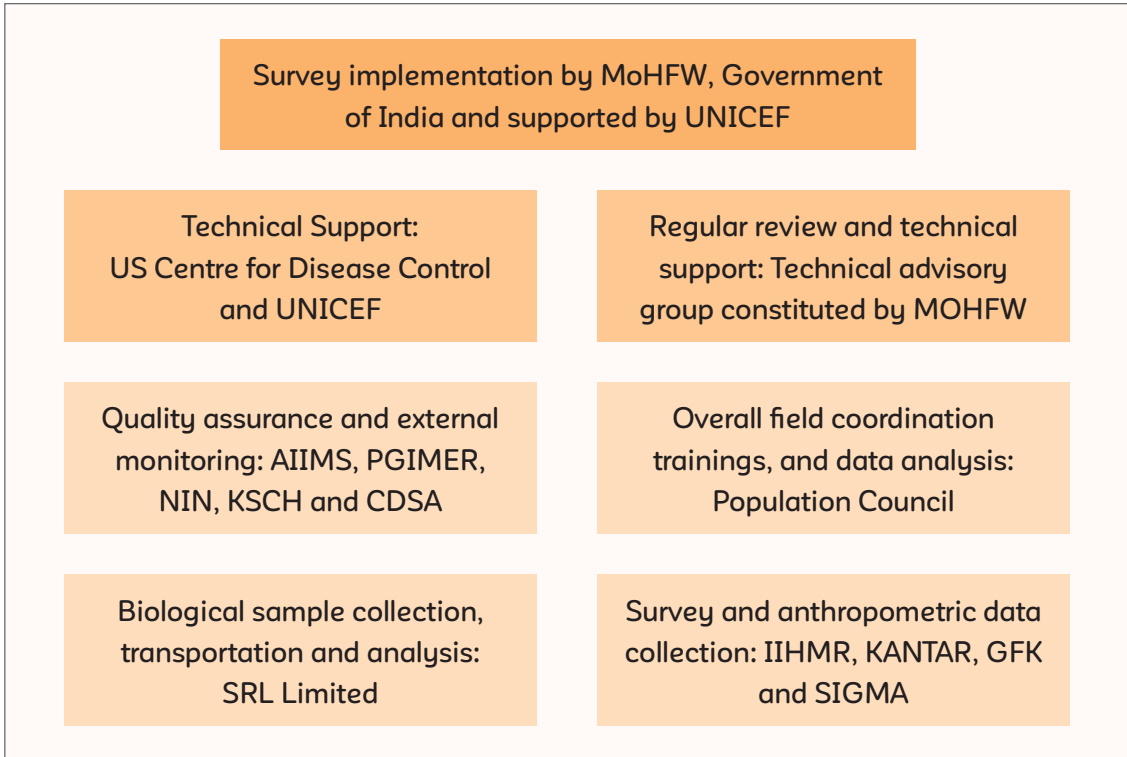 Survey implementation by MoHFW, Government
of India and supported by UNICEF
Technical Support:
US Centre for Disease Control
and UNICEF
Regular review and technical
support: Technical advisory
group constituted by MOHFW
Quality assurance and external
monitoring: AIIMS, PGIMER,
NIN, KSCH and CDSA
Overall field coordination
trainings, and data analysis:
Population Council
Biological sample collection,
transportation and analysis:
SRL Limited
Survey and anthropometric data
collection: IIHMR, KANTAR, GFK
and SIGMA